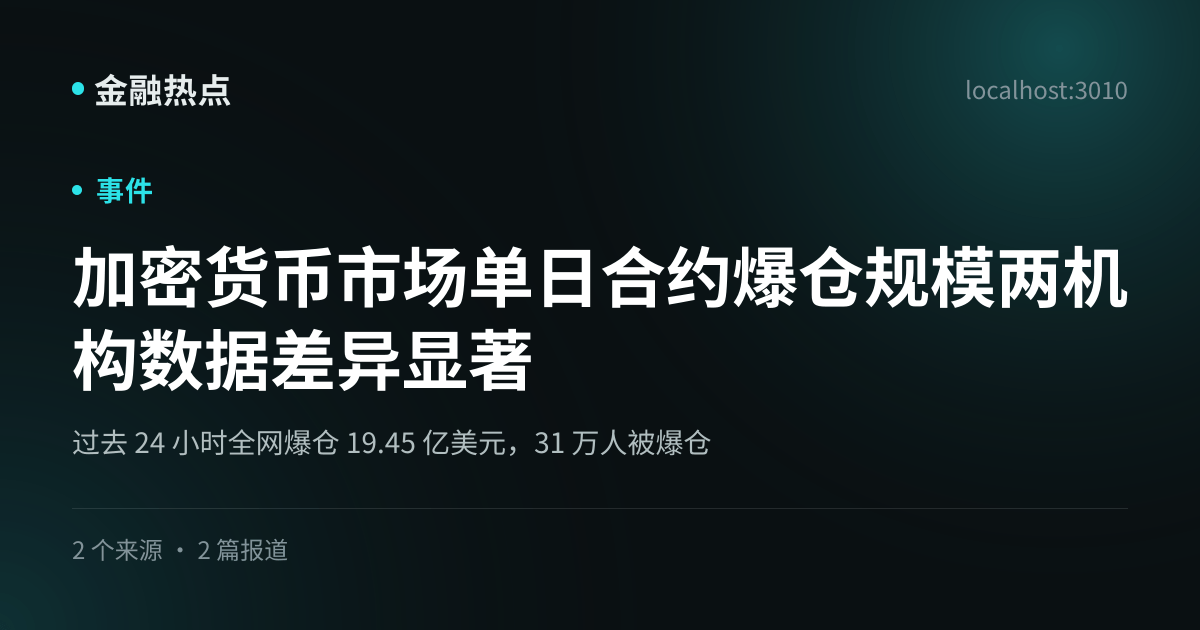 金融热点
localhost:3010
事件
加密货币市场单日合约爆仓规模两机
构数据差异显著
过去 24 小时全网爆仓 19.45 亿美元，31 万人被爆仓
2 个来源 · 2 篇报道